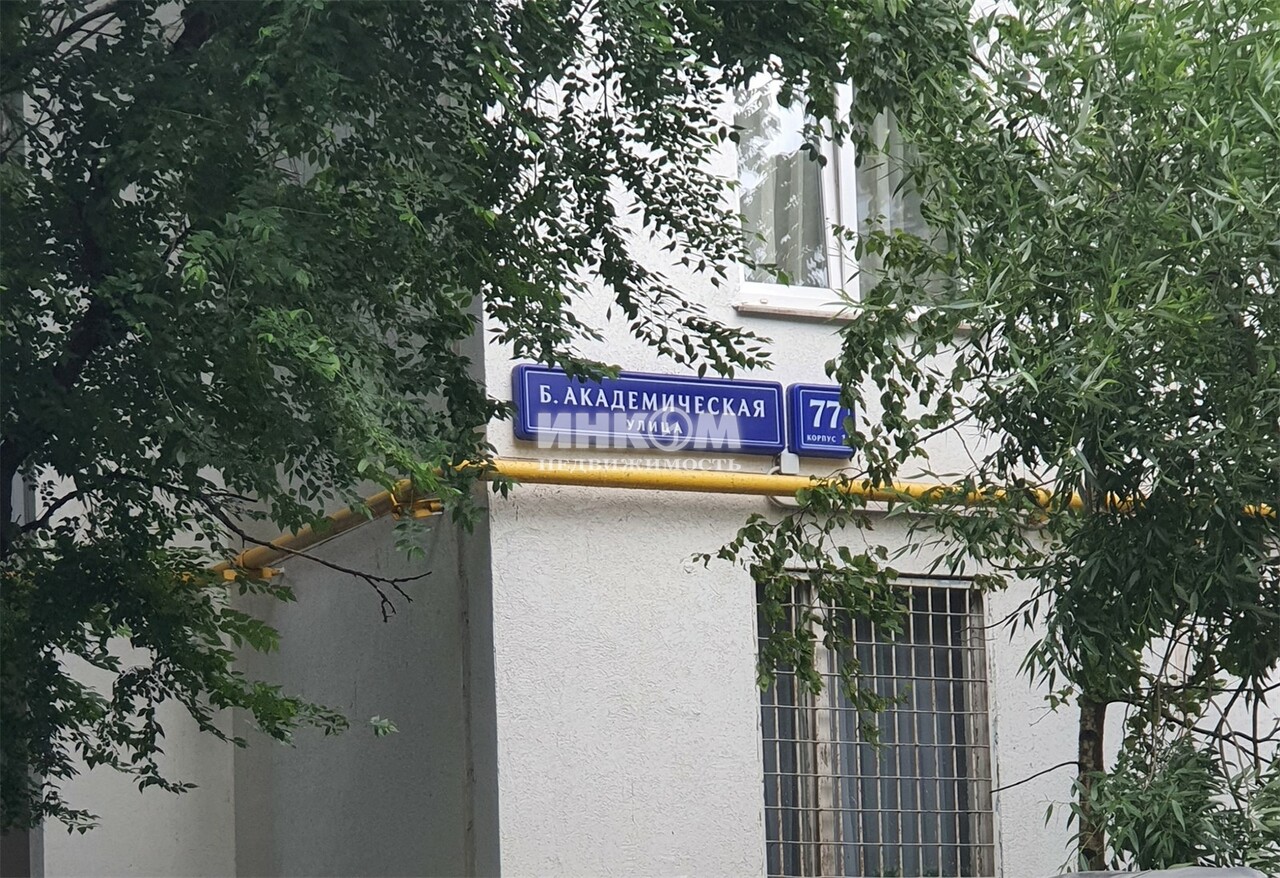 Б. АКАДЕМИЧЕСКАЯ
УЛИЦА
77
КОРПУС
ИНКОМ
НЕДВИЖИМОСТЬ